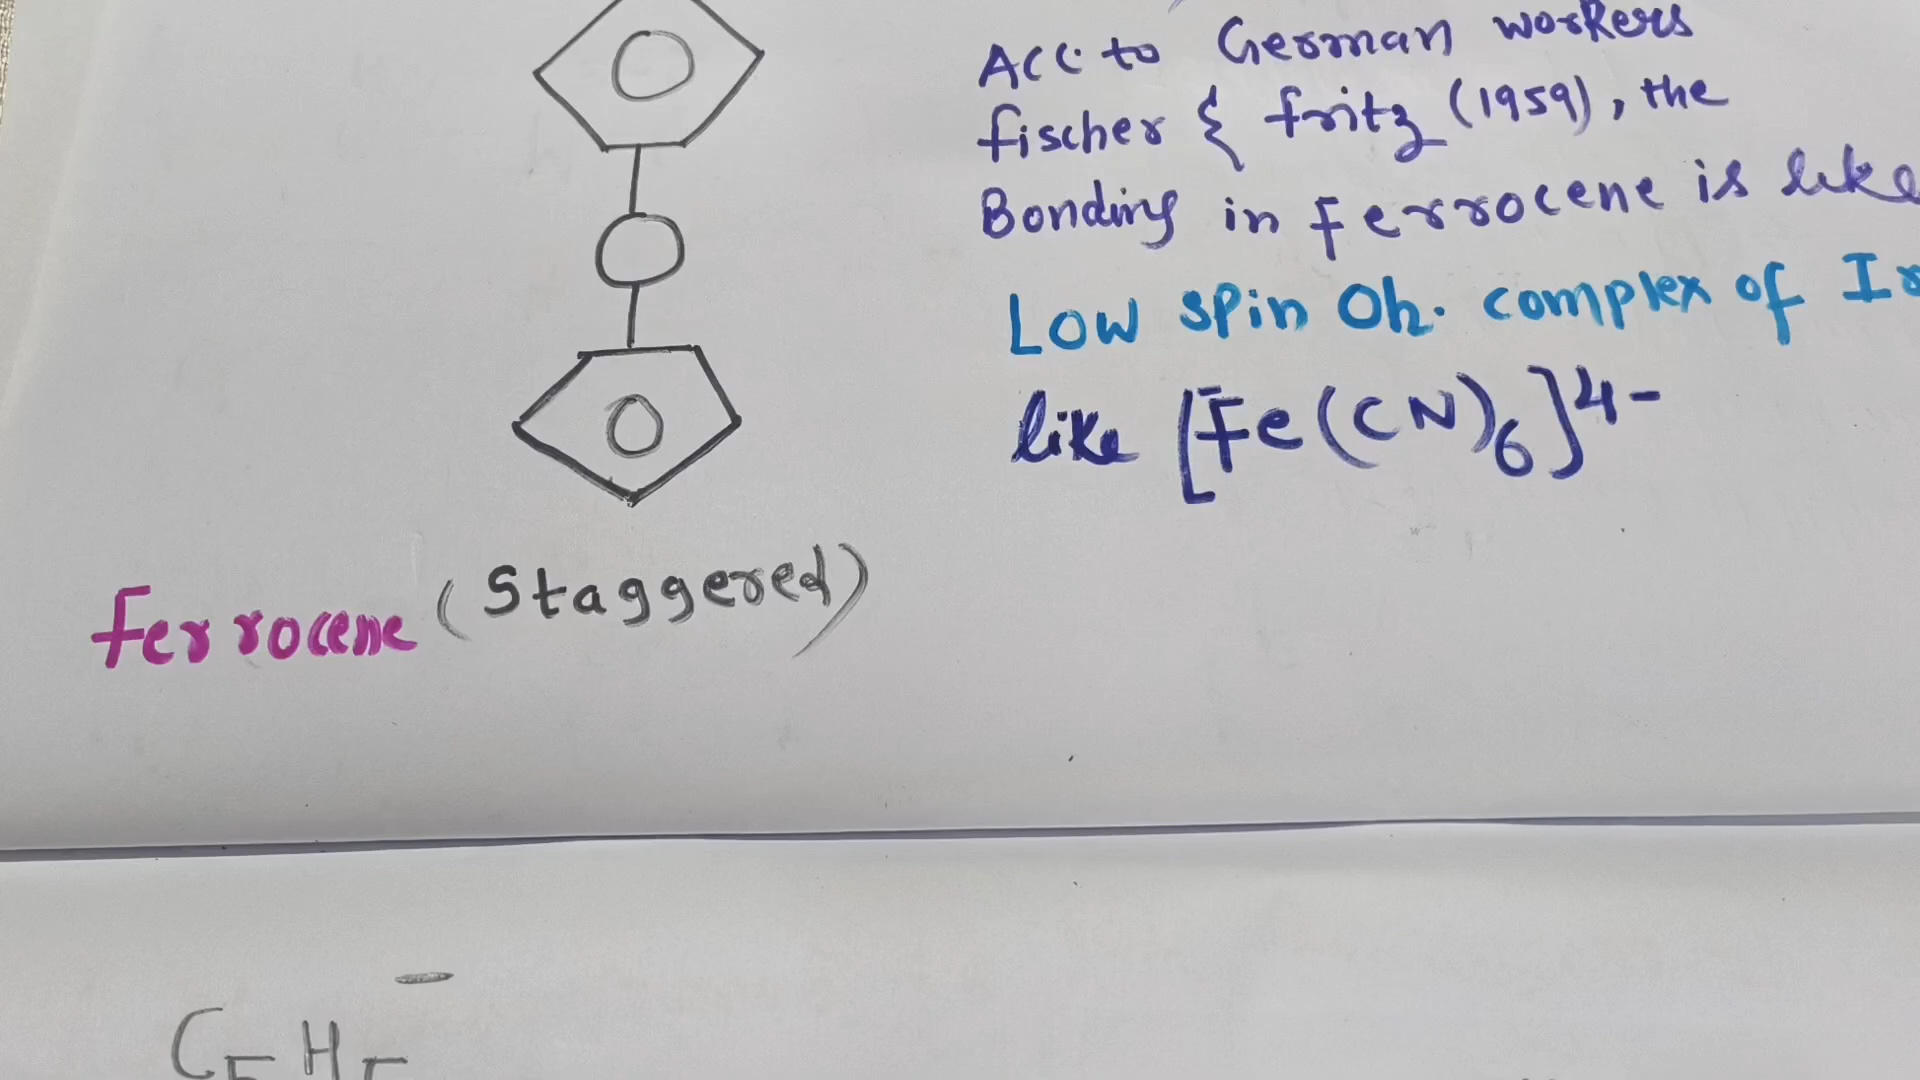 Acc. to German workers
Fischer & Fritz (1959), the
Bonding in Ferrocene is like
Low spin Oh. complex of
like [Fe(CN)6]4-
Ferrocene (Staggered)
C5H5-